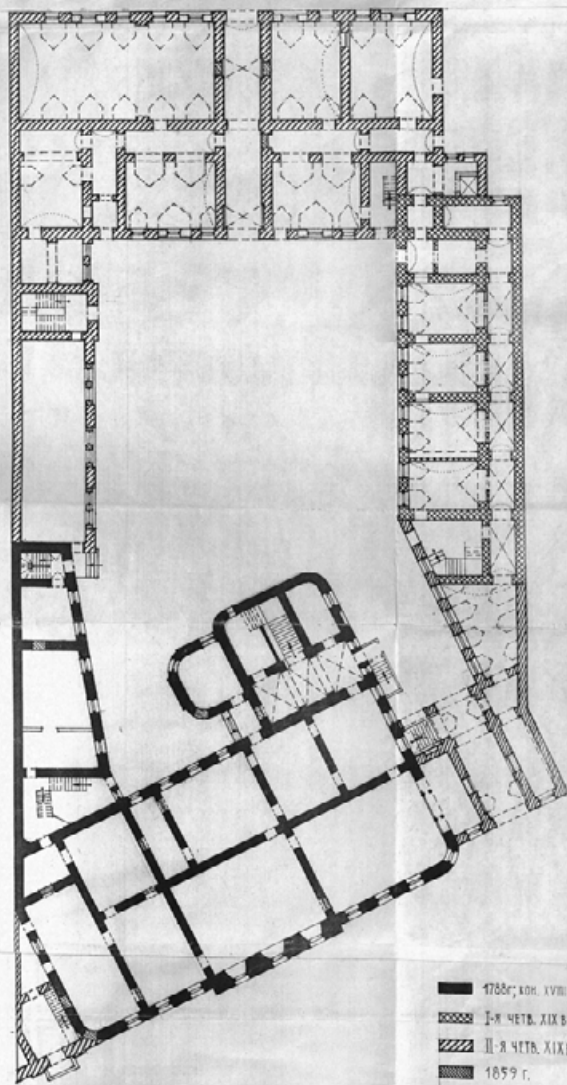 1788г; кон. XVIII
I-я четв. XIX в
II-я четв. XIX
1859 г.